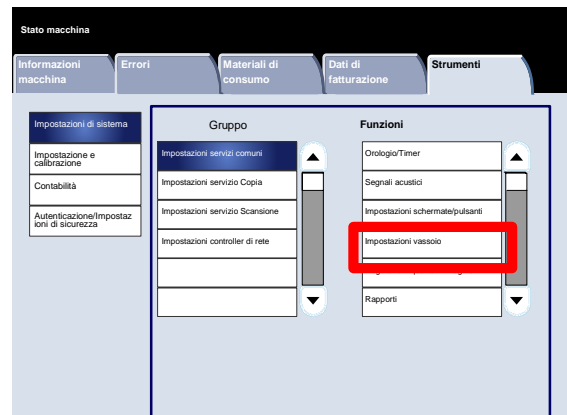 Stato macchina
Informazioni
macchina
Errori
Materiali di
consumo
Dati di
fatturazione
Strumenti
Impostazioni di sistema
Impostazione e
calibrazione
Contabilità
Autenticazione/Impostaz
ioni di sicurezza
Gruppo
Impostazioni servizi comuni
Impostazioni servizio Copia
Impostazioni servizio Scansione
Impostazioni controller di rete
Funzioni
Orologio/Timer
Segnali acustici
Impostazioni schermate/pulsanti
Impostazioni vassoio
Rapporti